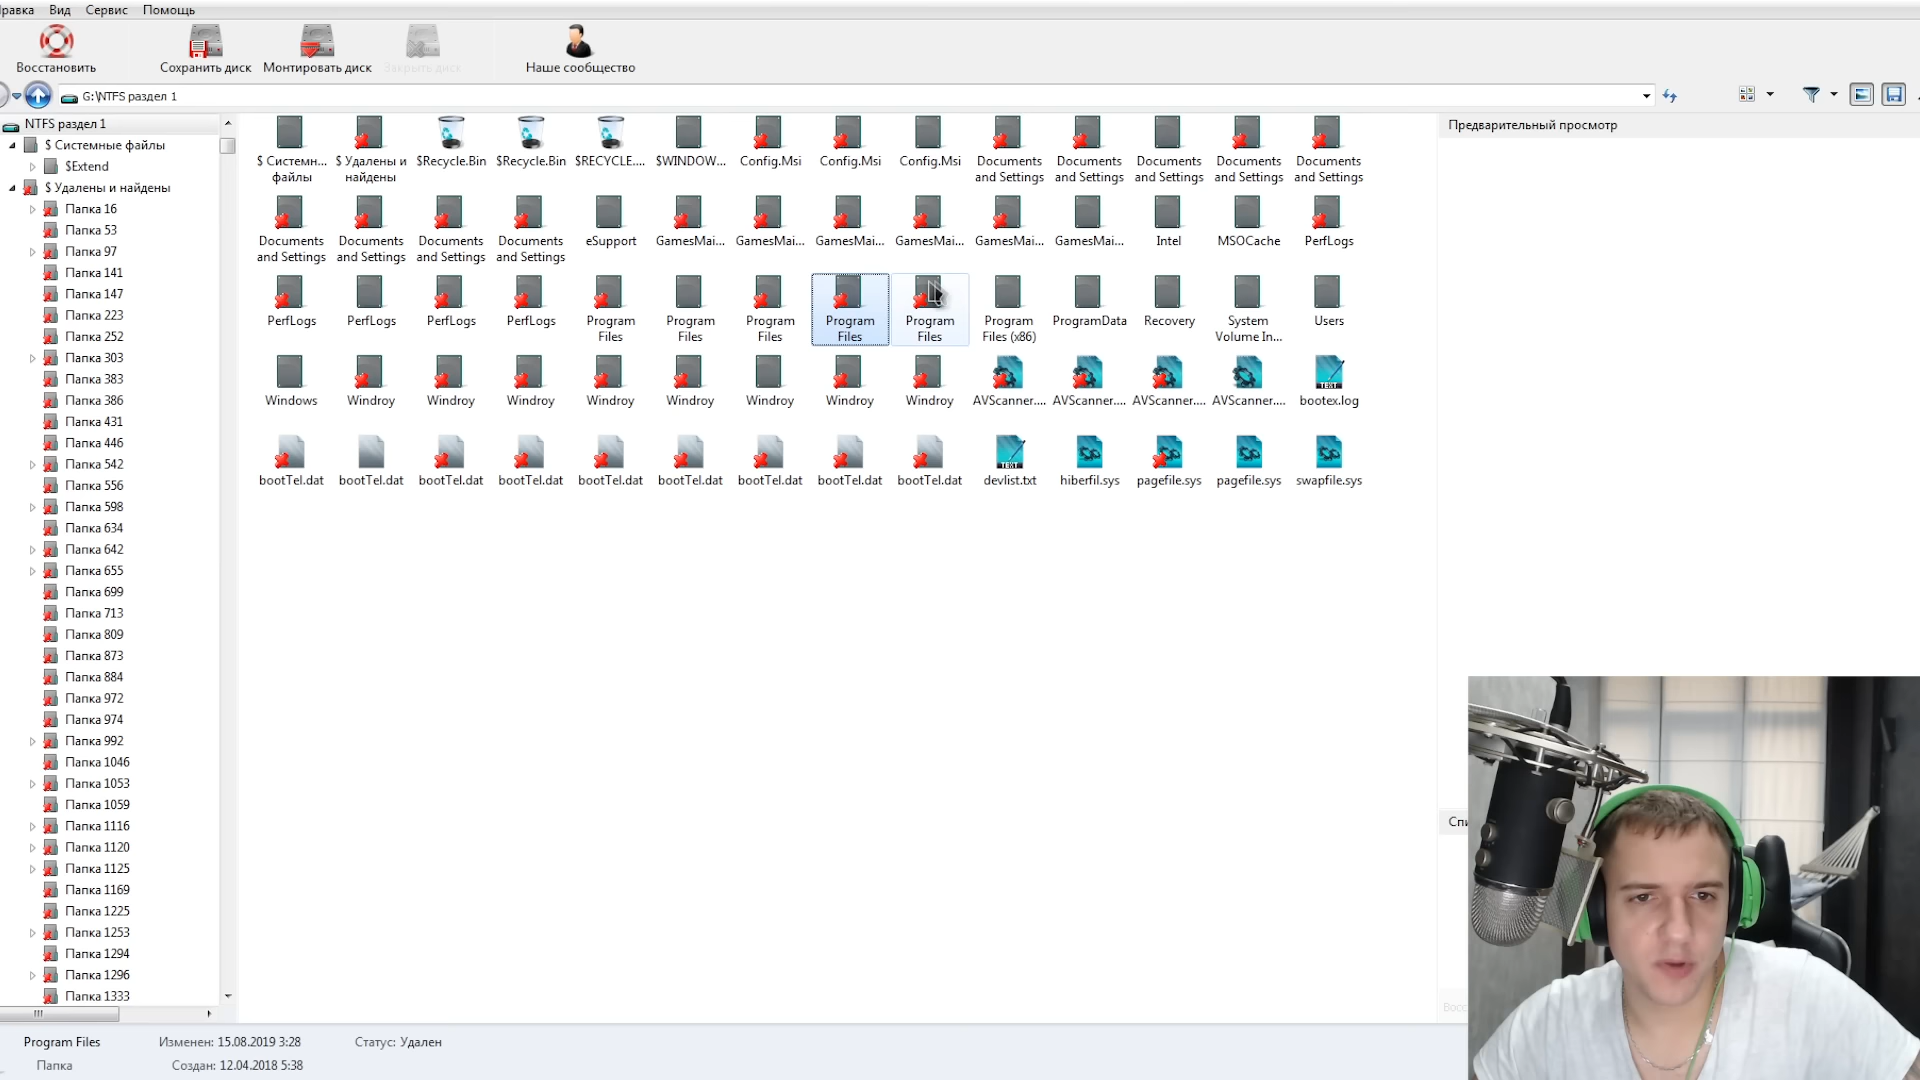 равка Вид Сервис Помощь
Восстановить Сохранить диск Монтировать диск Закрыть диск Наше сообщество
G:\NTFS раздел 1
NTFS раздел 1
$ Системные файлы
$Extend
$ Удалены и найдены
Папка 16
Папка 53
Папка 97
Папка 141
Папка 147
Папка 223
Папка 252
Папка 303
Папка 383
Папка 386
Папка 431
Папка 446
Папка 542
Папка 556
Папка 598
Папка 634
Папка 642
Папка 655
Папка 699
Папка 713
Папка 809
Папка 873
Папка 884
Папка 972
Папка 974
Папка 992
Папка 1046
Папка 1053
Папка 1059
Папка 1116
Папка 1120
Папка 1125
Папка 1169
Папка 1225
Папка 1253
Папка 1294
Папка 1296
Папка 1333
$ Системн... $ Удалены и $Recycle.Bin $Recycle.Bin $RECYCLE.... $WINDOW... Config.Msi Config.Msi Config.Msi Documents Documents Documents Documents Documents
файлы найдены and Settings and Settings and Settings and Settings and Settings
Documents Documents Documents Documents eSupport GamesMai... GamesMai... GamesMai... GamesMai... GamesMai... GamesMai... Intel MSOCache PerfLogs
and Settings and Settings and Settings and Settings
PerfLogs PerfLogs PerfLogs PerfLogs Program Program Program Program Program Program ProgramData Recovery System Users
Files Files Files Files Files Files (x86) Volume In...
Windows Windroy Windroy Windroy Windroy Windroy Windroy Windroy Windroy AVScanner.... AVScanner.... AVScanner.... AVScanner.... bootex.log
TEXT
bootTel.dat bootTel.dat bootTel.dat bootTel.dat bootTel.dat bootTel.dat bootTel.dat bootTel.dat bootTel.dat devlist.txt hiberfil.sys pagefile.sys pagefile.sys swapfile.sys
TEXT
Предварительный просмотр
Спи
Восс
Program Files Изменен: 15.08.2019 3:28 Статус: Удален
Папка Создан: 12.04.2018 5:38